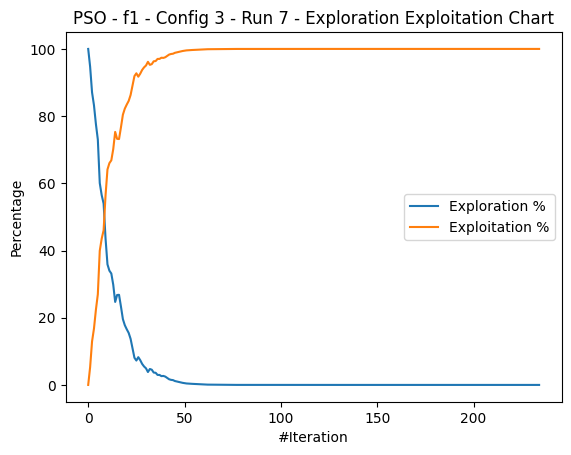 PSO - f1 - Config 3 - Run 7 - Exploration Exploitation Chart
100
80
60
40
20
0
Percentage
Exploration %
Exploitation %
0
50
100
150
200
#Iteration